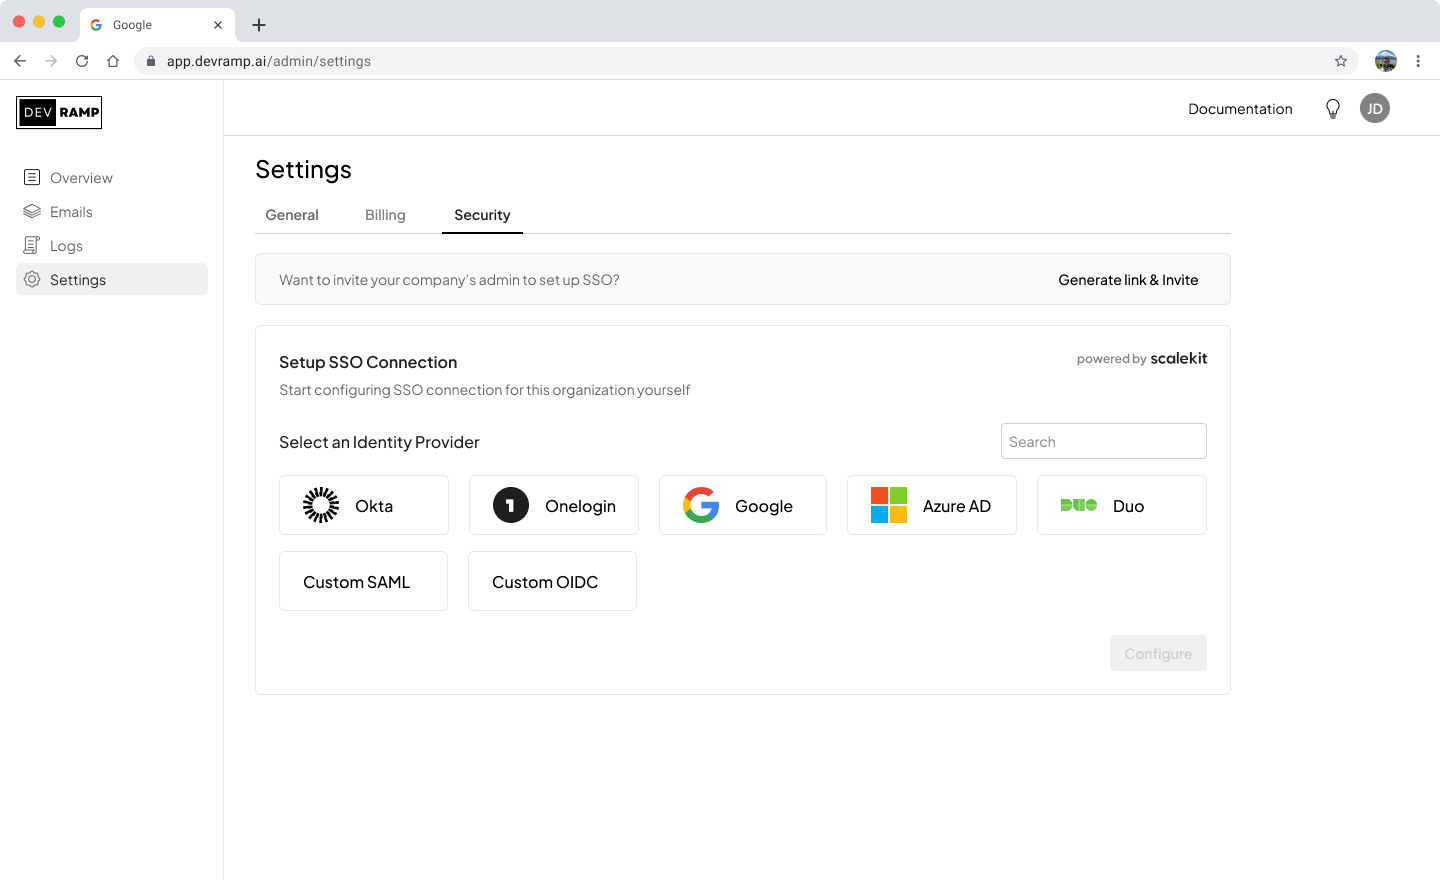 Google
app.devramp.ai/admin/settings
DEV RAMP
Documentation
JD
Overview
Emails
Logs
Settings
Settings
General
Billing
Security
Want to invite your company's admin to set up SSO?
Generate link & Invite
Setup SSO Connection
powered by scalekit
Start configuring SSO connection for this organization yourself
Select an Identity Provider
Search
Okta
1 Onelogin
Google
Azure AD
DUO Duo
Custom SAML
Custom OIDC
Configure